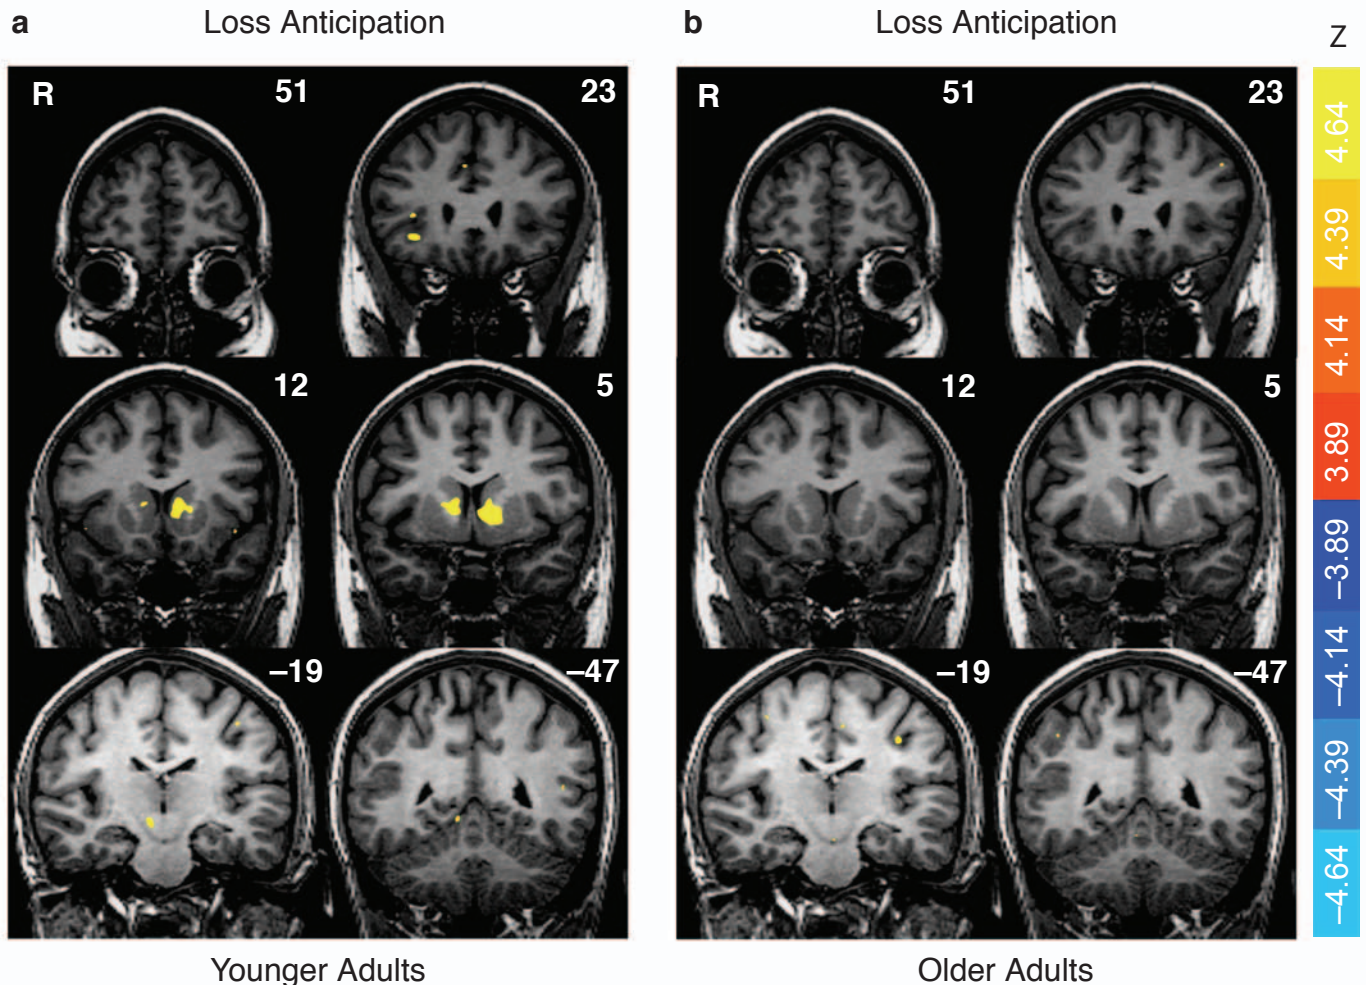 a Loss Anticipation
R 51 23
12 5
–19 –47
Younger Adults
b Loss Anticipation
R 51 23
12 5
–19 –47
Older Adults
Z
4.64
4.39
4.14
3.89
–3.89
–4.14
–4.39
–4.64